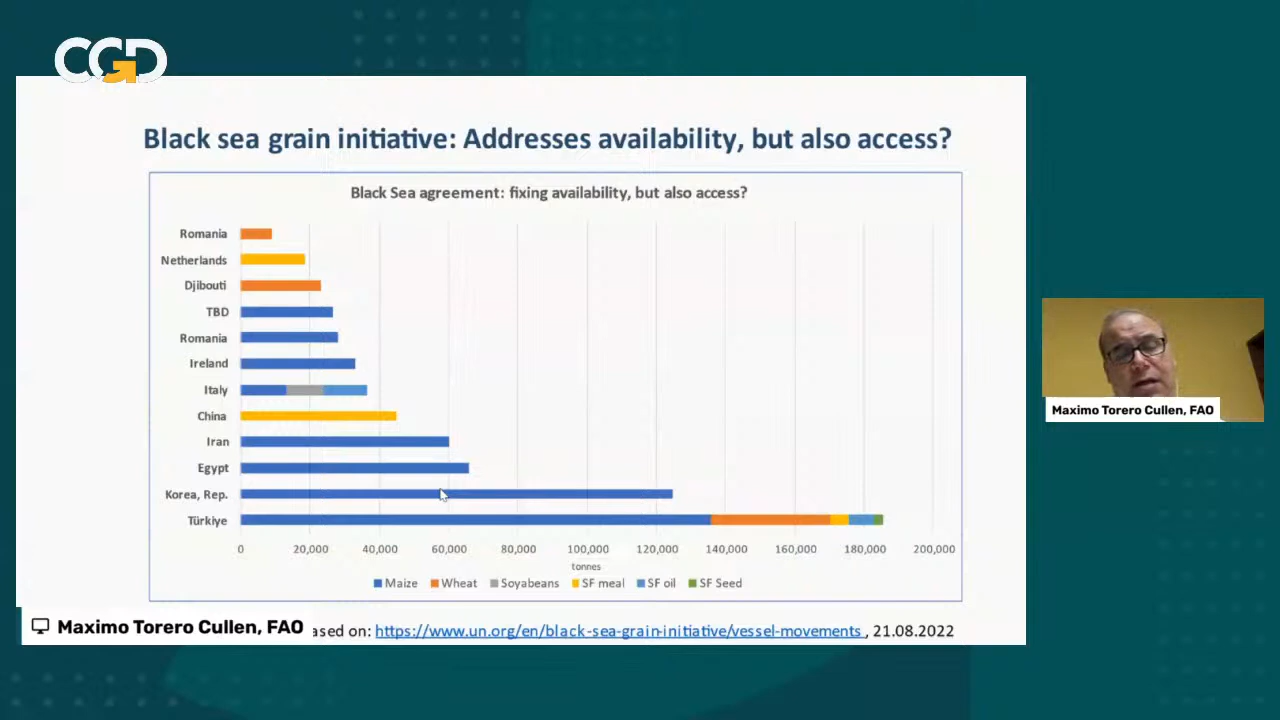 CGD
Black sea grain initiative: Addresses availability, but also access?
Black Sea agreement: fixing availability, but also access?
Romania
Netherlands
Djibouti
TBD
Romania
Ireland
Italy
China
Iran
Egypt
Korea, Rep.
Türkiye
0 20,000 40,000 60,000 80,000 100,000 120,000 140,000 160,000 180,000 200,000
tonnes
Maize Wheat Soyabeans SF meal SF oil SF Seed
Maximo Torero Cullen, FAO
ased on: https://www.un.org/en/black-sea-grain-initiative/vessel-movements , 21.08.2022
Maximo Torero Cullen, FAO